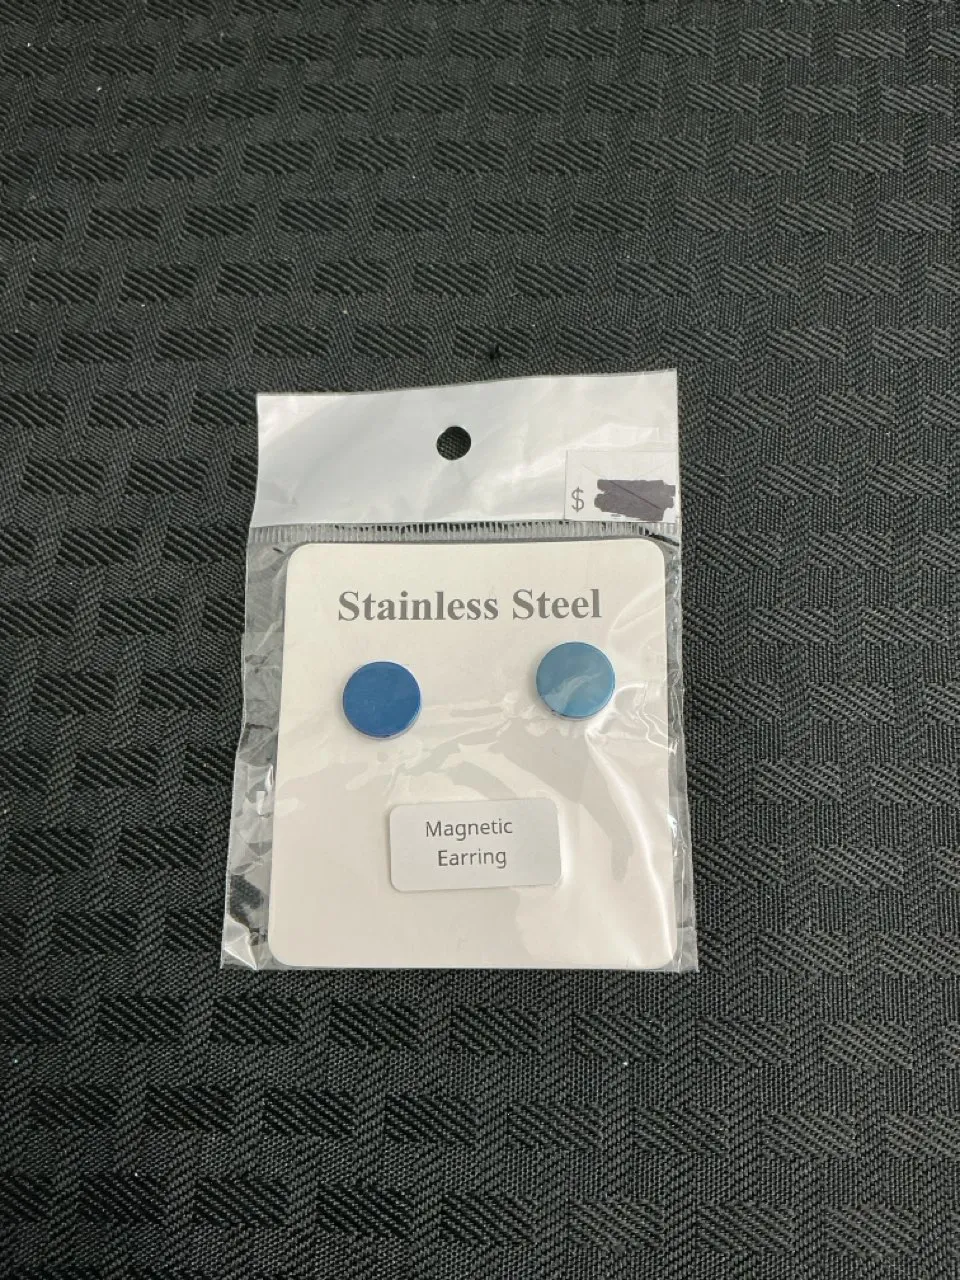 $
Stainless Steel
Magnetic
Earring